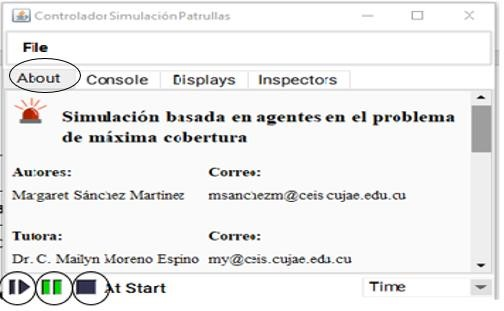 Controlador Simulación Patrullas
File
About Console Displays Inspectors
Simulación basada en agentes en el problema
de máxima cobertura
Autores: Correo:
Margaret Sánchez Martínez msanchezm@ceis.cujae.edu.cu
Tutora: Correo:
Dr. C. Mailyn Moreno Espino my@ceis.cujae.edu.cu
At Start Time